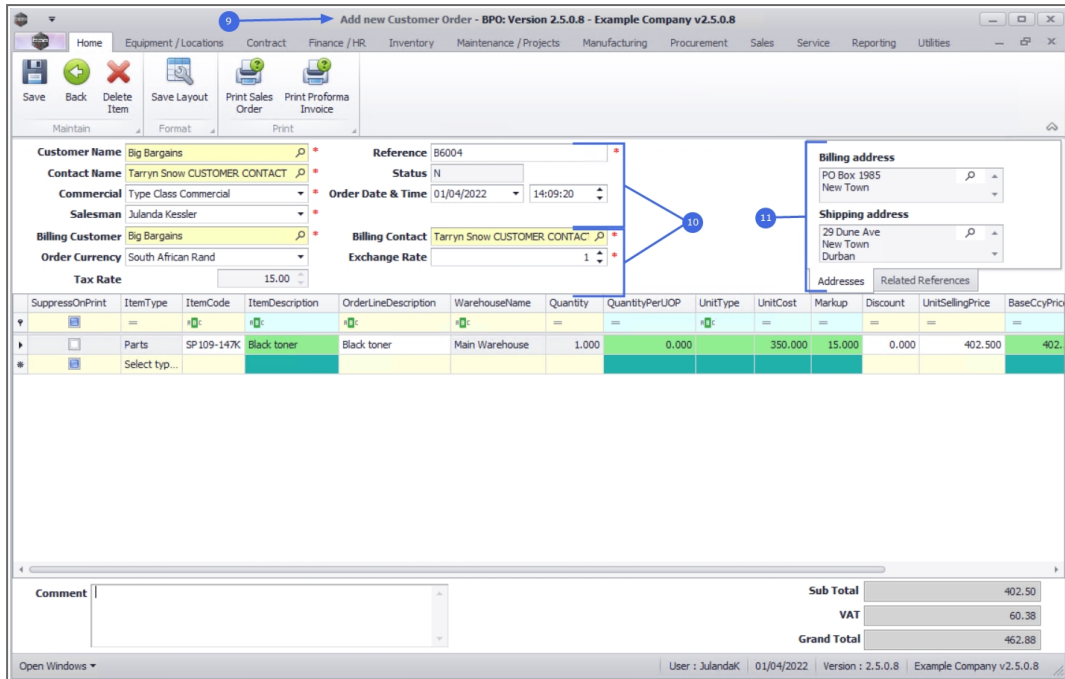 9
Add new Customer Order - BPO: Version 2.5.0.8 - Example Company v2.5.0.8
Home Equipment / Locations Contract Finance / HR Inventory Maintenance / Projects Manufacturing Procurement Sales Service Reporting Utilities
Save Back Delete Item Save Layout Print Sales Order Print Proforma Invoice
Maintain Format Print
Customer Name Big Bargains * Reference B6004 *
Contact Name Tarryn Snow CUSTOMER CONTACT * Status N
Commercial Type Class Commercial * Order Date & Time 01/04/2022 14:09:20
Salesman Julanda Kessler *
Billing Customer Big Bargains * Billing Contact Tarryn Snow CUSTOMER CONTAC *
Order Currency South African Rand Exchange Rate 1 *
Tax Rate 15.00
10
11
Billing address
PO Box 1985
New Town
Shipping address
29 Dune Ave
New Town
Durban
Addresses Related References
SuppressOnPrint ItemType ItemCode ItemDescription OrderLineDescription WarehouseName Quantity QuantityPerUOP UnitType UnitCost Markup Discount UnitSellingPrice BaseCcyPric
= = = = = = = =
Parts SP109-147K Black toner Black toner Main Warehouse 1.000 0.000 350.000 15.000 0.000 402.500 402.
Select typ...
Comment
Sub Total 402.50
VAT 60.38
Grand Total 462.88
Open Windows User : JulandaK 01/04/2022 Version : 2.5.0.8 Example Company v2.5.0.8